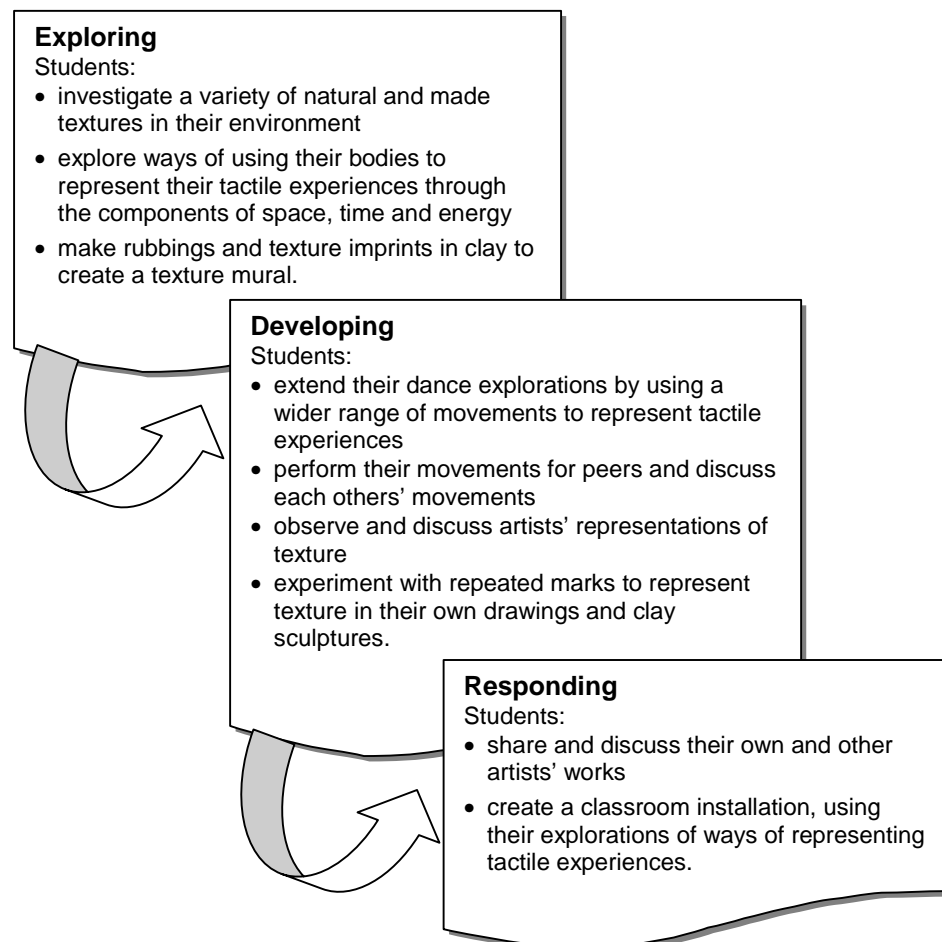 Exploring
Students:
• investigate a variety of natural and made
textures in their environment
• explore ways of using their bodies to
represent their tactile experiences through
the components of space, time and energy
• make rubbings and texture imprints in clay to
create a texture mural.
Developing
Students:
• extend their dance explorations by using a
wider range of movements to represent tactile
experiences
• perform their movements for peers and discuss
each others’ movements
• observe and discuss artists’ representations of
texture
• experiment with repeated marks to represent
texture in their own drawings and clay
sculptures.
Responding
Students:
• share and discuss their own and other
artists’ works
• create a classroom installation, using
their explorations of ways of representing
tactile experiences.